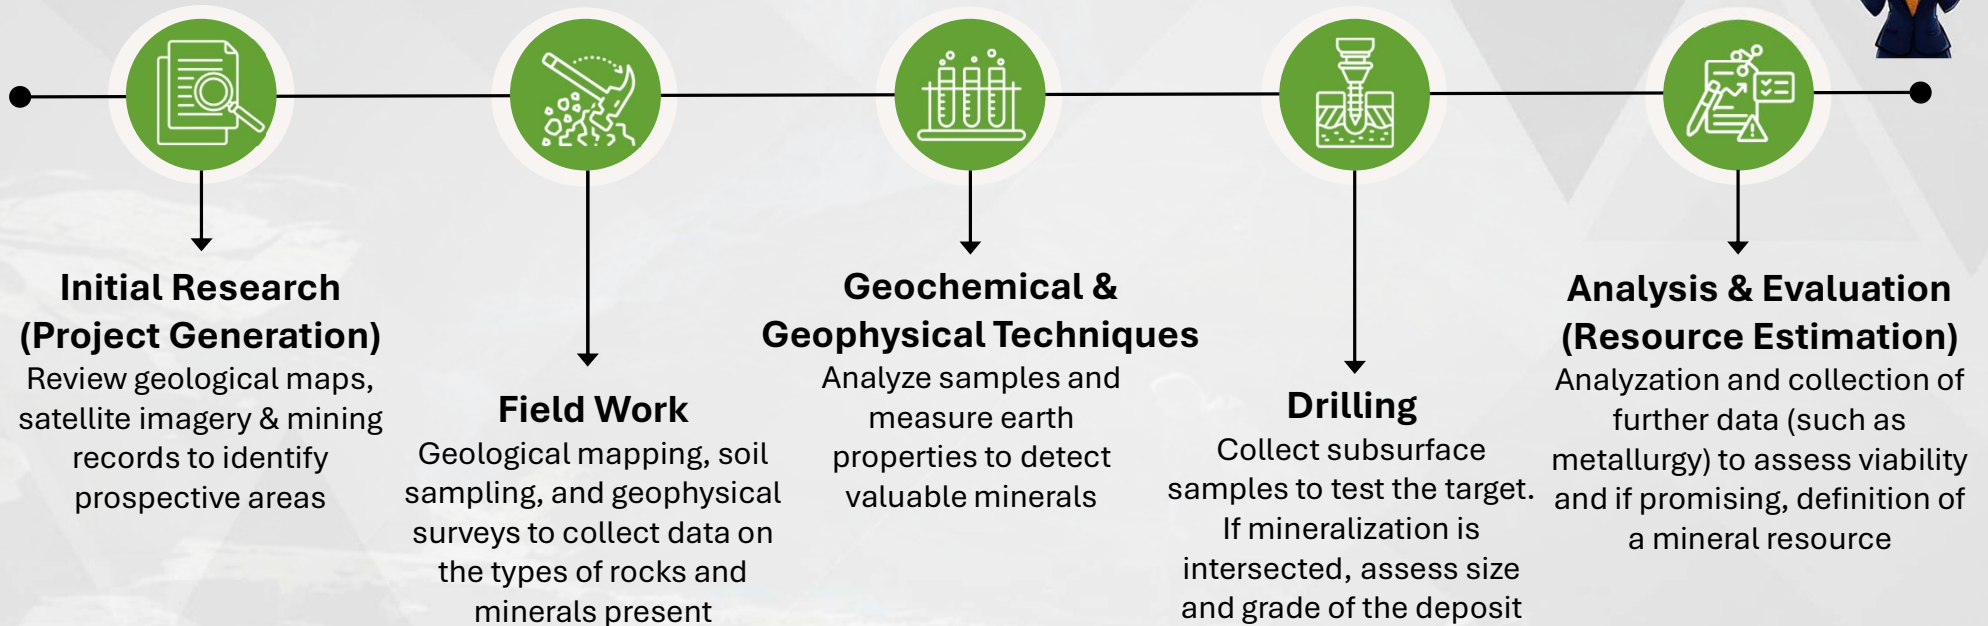 Initial Research
(Project Generation)
Review geological maps,
satellite imagery & mining
records to identify
prospective areas
Field Work
Geological mapping, soil
sampling, and geophysical
surveys to collect data on
the types of rocks and
minerals present
Geochemical &
Geophysical Techniques
Analyze samples and
measure earth
properties to detect
valuable minerals
Drilling
Collect subsurface
samples to test the target.
If mineralization is
intersected, assess size
and grade of the deposit
Analysis & Evaluation
(Resource Estimation)
Analyzation and collection of
further data (such as
metallurgy) to assess viability
and if promising, definition of
a mineral resource